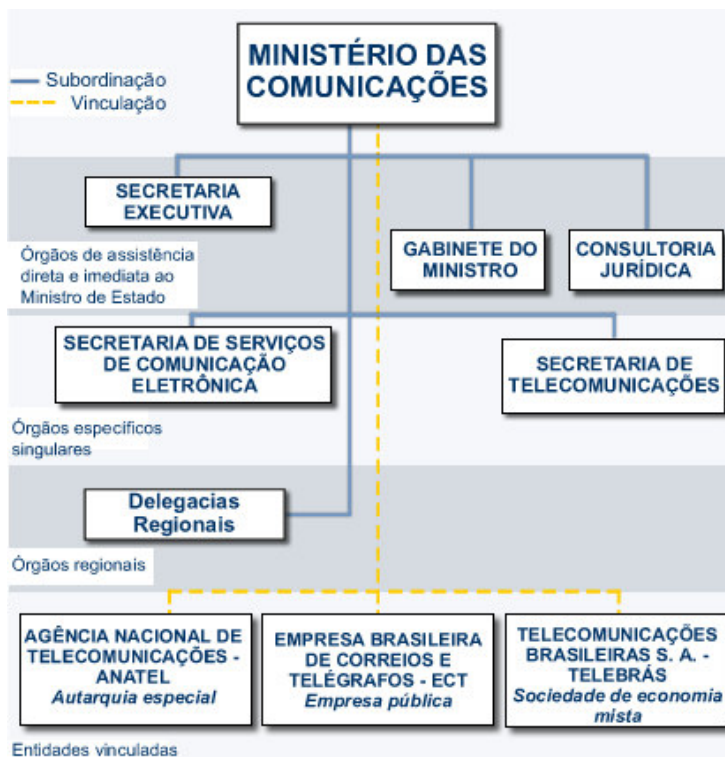 MINISTÉRIO DAS
COMUNICAÇÕES
Subordinação
Vinculação
SECRETARIA
EXECUTIVA
GABINETE DO
MINISTRO
CONSULTORIA
JURÍDICA
Órgãos de assistência
direta e imediata ao
Ministro de Estado
SECRETARIA DE SERVIÇOS
DE COMUNICAÇÃO
ELETRÔNICA
SECRETARIA DE
TELECOMUNICAÇÕES
Órgãos específicos
singulares
Delegacias
Regionais
Órgãos regionais
AGÊNCIA NACIONAL DE
TELECOMUNICAÇÕES -
ANATEL
Autarquia especial
EMPRESA BRASILEIRA
DE CORREIOS E
TELÉGRAFOS - ECT
Empresa pública
TELECOMUNICAÇÕES
BRASILEIRAS S. A. -
TELEBRÁS
Sociedade de economia
mista
Entidades vinculadas